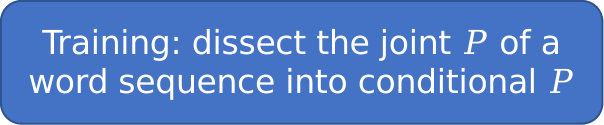 Training: dissect the joint P of a
word sequence into conditional P